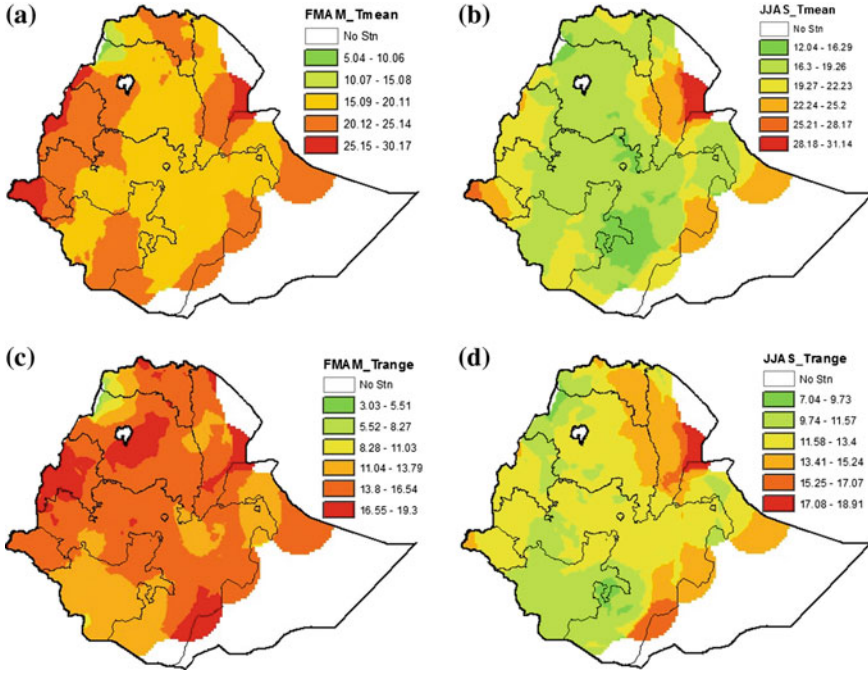 (a)
FMAM_Tmean
No Stn
5.04 - 10.06
10.07 - 15.08
15.09 - 20.11
20.12 - 25.14
25.15 - 30.17
(b)
JJAS_Tmean
No Stn
12.04 - 16.29
16.3 - 19.26
19.27 - 22.23
22.24 - 25.2
25.21 - 28.17
28.18 - 31.14
(c)
FMAM_Trange
No Stn
3.03 - 5.51
5.52 - 8.27
8.28 - 11.03
11.04 - 13.79
13.8 - 16.54
16.55 - 19.3
(d)
JJAS_Trange
No Stn
7.04 - 9.73
9.74 - 11.57
11.58 - 13.4
13.41 - 15.24
15.25 - 17.07
17.08 - 18.91